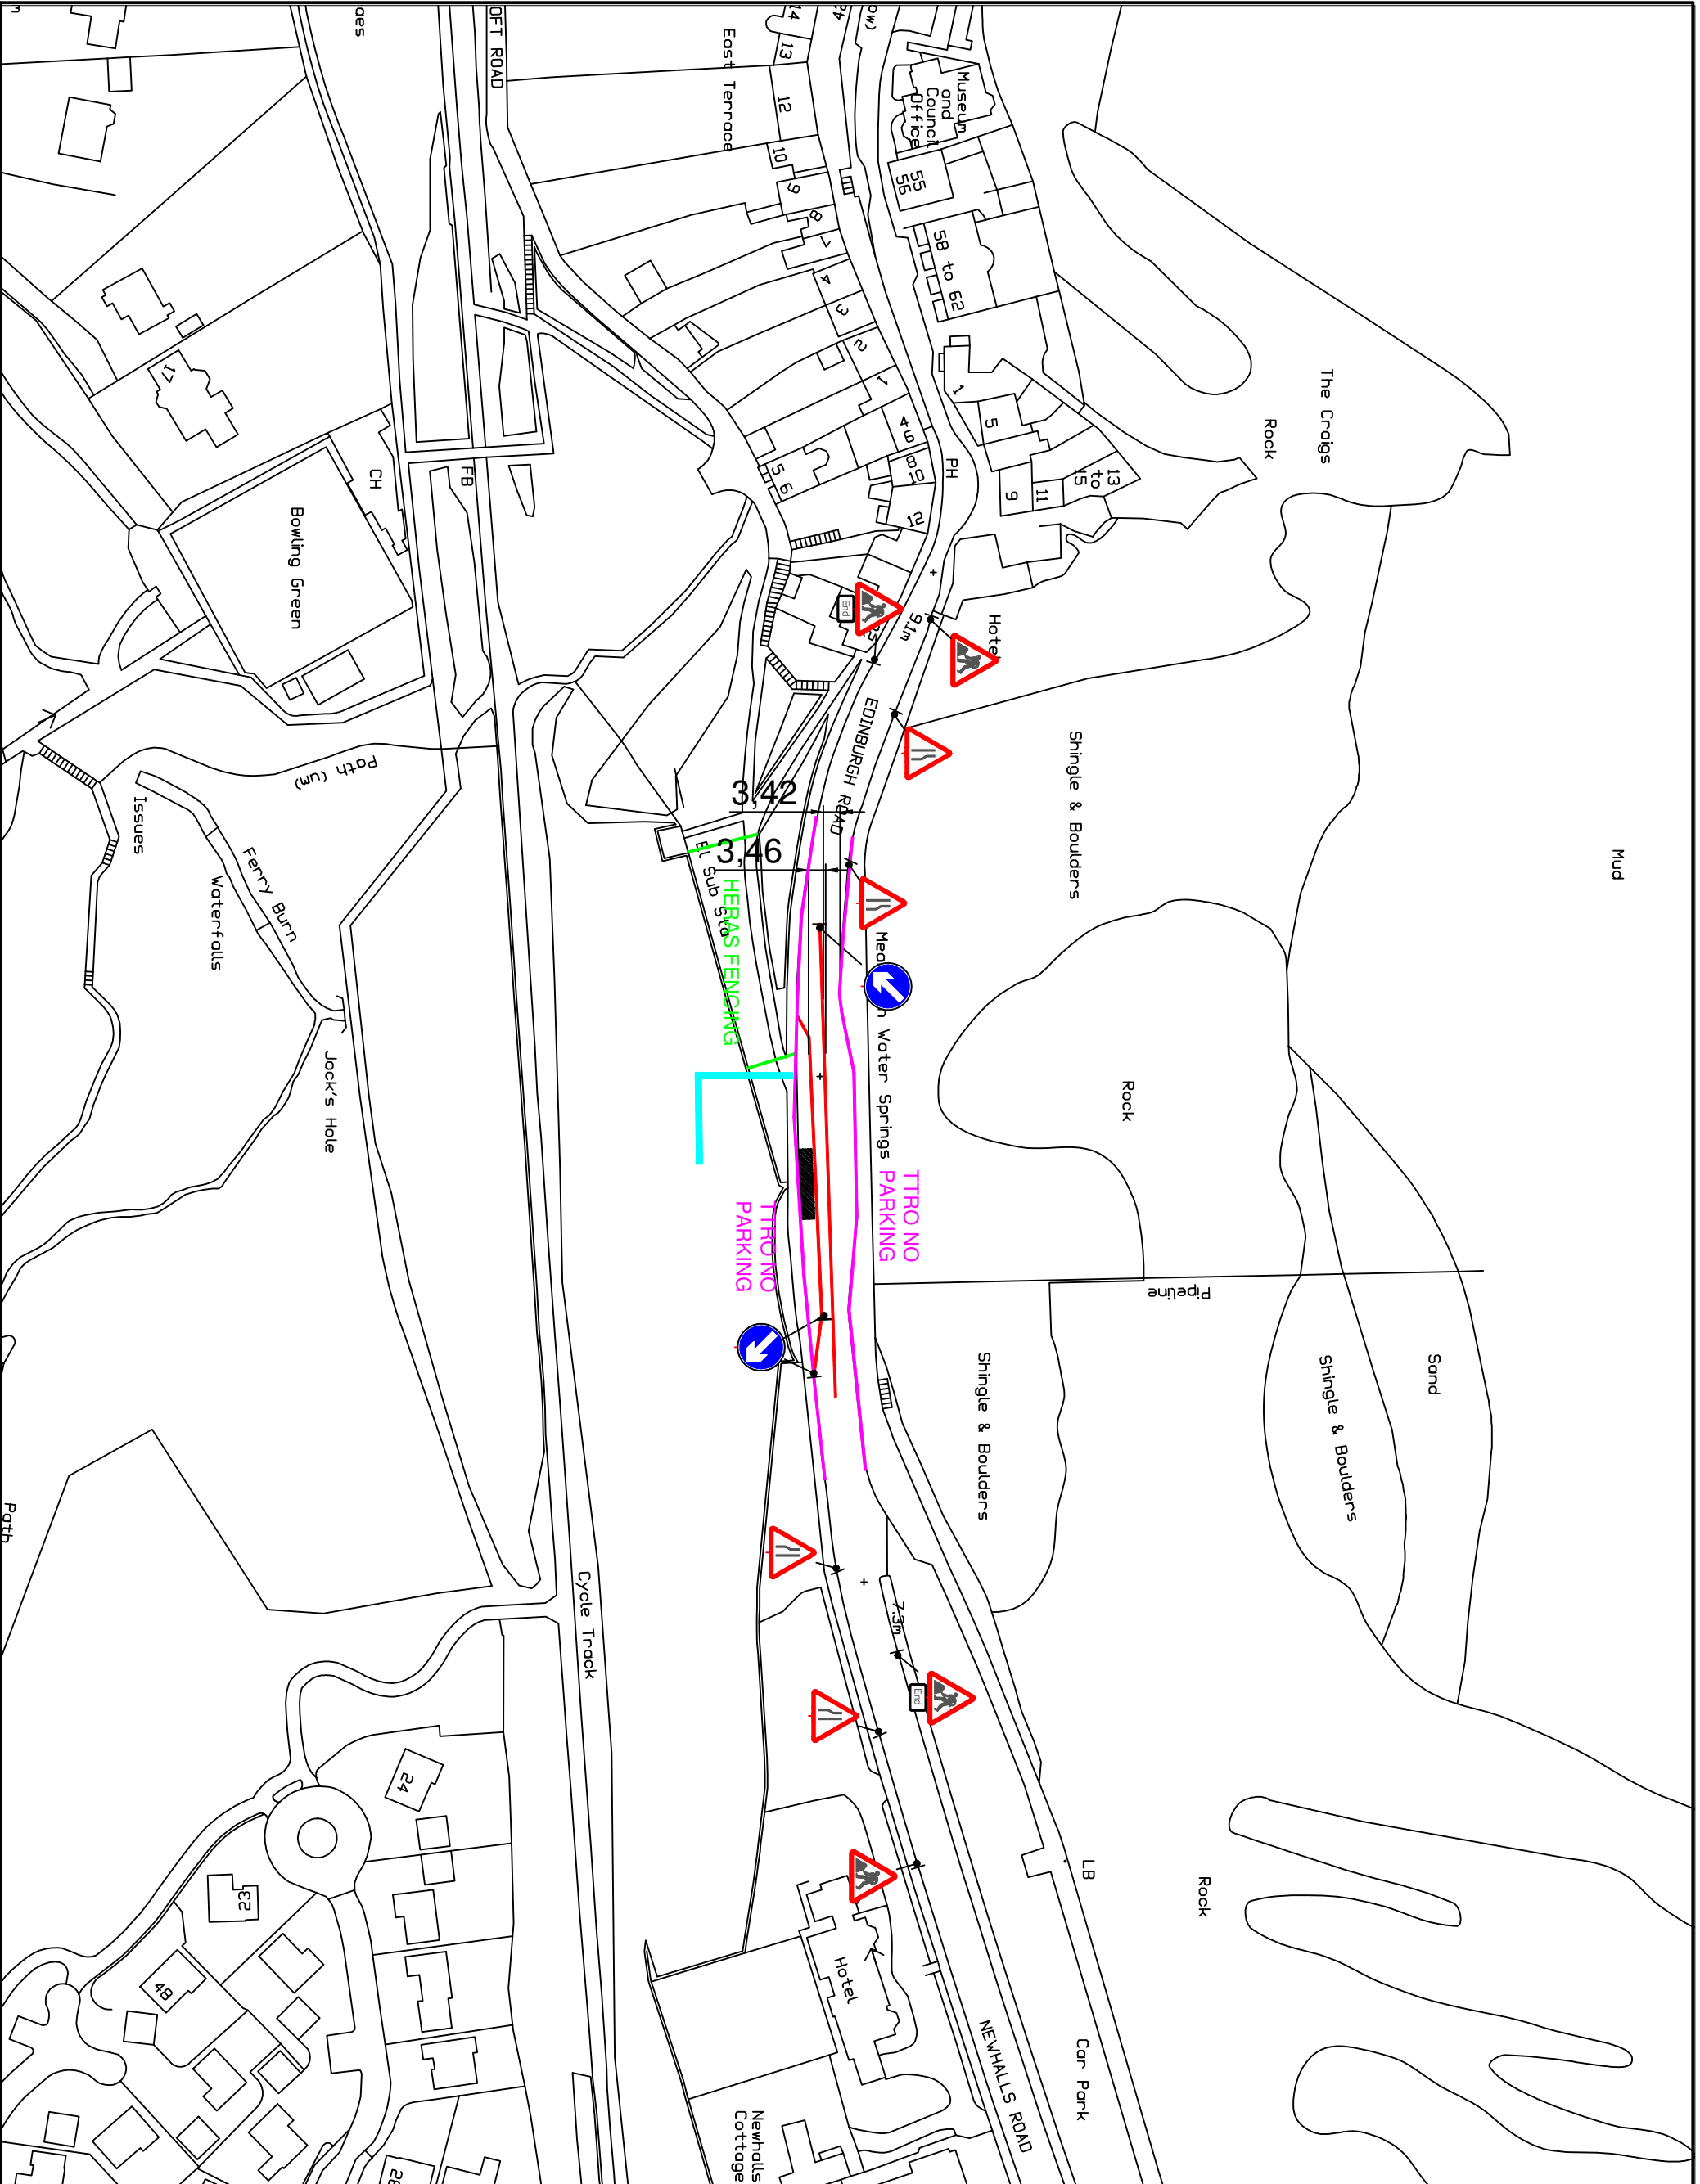 The Craigs
Rock
Mud
Shingle & Boulders
Rock
Pipeline
Sand
Shingle & Boulders
Shingle & Boulders
Rock
LB
Car Park
NEWHALLS ROAD
Museum
and
Council
Office
55
56
58 to 62
1
5
9
11
13
to
15
Hotel
PH
East Terrace
14
13
12
10
9
8
7
4
3
2
1
4
6
8
10
12
5
6
9.1m
End
EDINBURGH ROAD
3,42
3,46
El Sub Sta
HERAS FENCING
Water Springs
TTRO NO
PARKING
TTRO NO
PARKING
7.3m
End
Hotel
Newhalls
Cottage
OFT ROAD
FB
CH
Bowling Green
17
Path (um)
Issues
Ferry Burn
Waterfalls
Jock's Hole
Cycle Track
Path
24
23
48